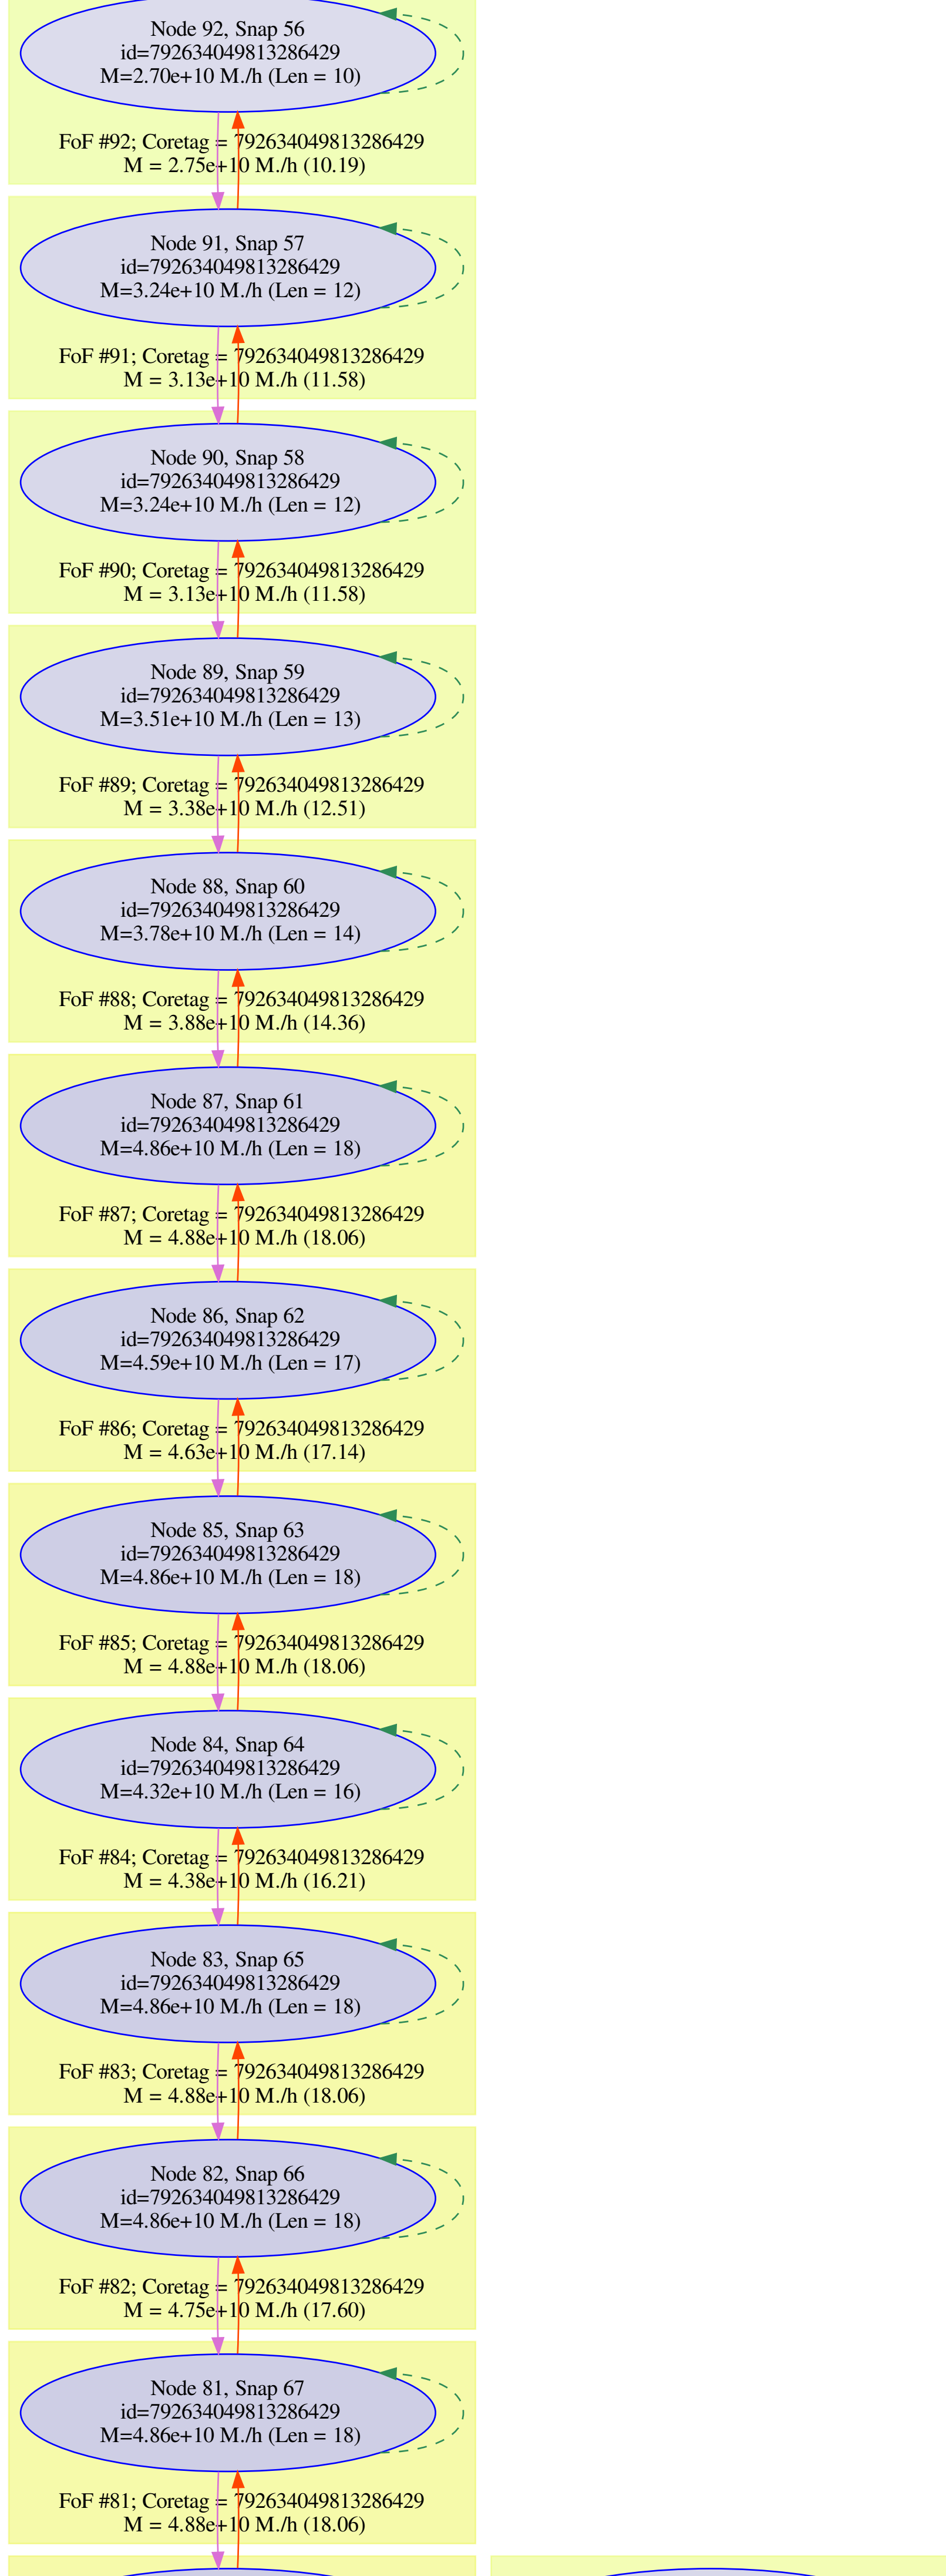 Node 92, Snap 56
id=792634049813286429
M=2.70e+10 M./h (Len = 10)
FoF #92; Coretag = 792634049813286429
M = 2.75e+10 M./h (10.19)
Node 91, Snap 57
id=792634049813286429
M=3.24e+10 M./h (Len = 12)
FoF #91; Coretag = 792634049813286429
M = 3.13e+10 M./h (11.58)
Node 90, Snap 58
id=792634049813286429
M=3.24e+10 M./h (Len = 12)
FoF #90; Coretag = 792634049813286429
M = 3.13e+10 M./h (11.58)
Node 89, Snap 59
id=792634049813286429
M=3.51e+10 M./h (Len = 13)
FoF #89; Coretag = 792634049813286429
M = 3.38e+10 M./h (12.51)
Node 88, Snap 60
id=792634049813286429
M=3.78e+10 M./h (Len = 14)
FoF #88; Coretag = 792634049813286429
M = 3.88e+10 M./h (14.36)
Node 87, Snap 61
id=792634049813286429
M=4.86e+10 M./h (Len = 18)
FoF #87; Coretag = 792634049813286429
M = 4.88e+10 M./h (18.06)
Node 86, Snap 62
id=792634049813286429
M=4.59e+10 M./h (Len = 17)
FoF #86; Coretag = 792634049813286429
M = 4.63e+10 M./h (17.14)
Node 85, Snap 63
id=792634049813286429
M=4.86e+10 M./h (Len = 18)
FoF #85; Coretag = 792634049813286429
M = 4.88e+10 M./h (18.06)
Node 84, Snap 64
id=792634049813286429
M=4.32e+10 M./h (Len = 16)
FoF #84; Coretag = 792634049813286429
M = 4.38e+10 M./h (16.21)
Node 83, Snap 65
id=792634049813286429
M=4.86e+10 M./h (Len = 18)
FoF #83; Coretag = 792634049813286429
M = 4.88e+10 M./h (18.06)
Node 82, Snap 66
id=792634049813286429
M=4.86e+10 M./h (Len = 18)
FoF #82; Coretag = 792634049813286429
M = 4.75e+10 M./h (17.60)
Node 81, Snap 67
id=792634049813286429
M=4.86e+10 M./h (Len = 18)
FoF #81; Coretag = 792634049813286429
M = 4.88e+10 M./h (18.06)